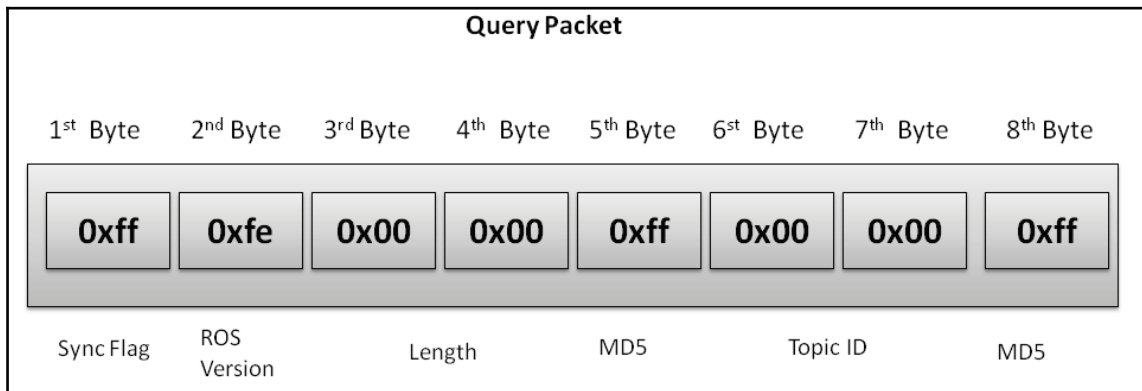 Query Packet
1st Byte 2nd Byte 3rd Byte 4th Byte 5th Byte 6st Byte 7th Byte 8th Byte
0xff 0xfe 0x00 0x00 0xff 0x00 0x00 0xff
Sync Flag ROS Version Length MD5 Topic ID MD5